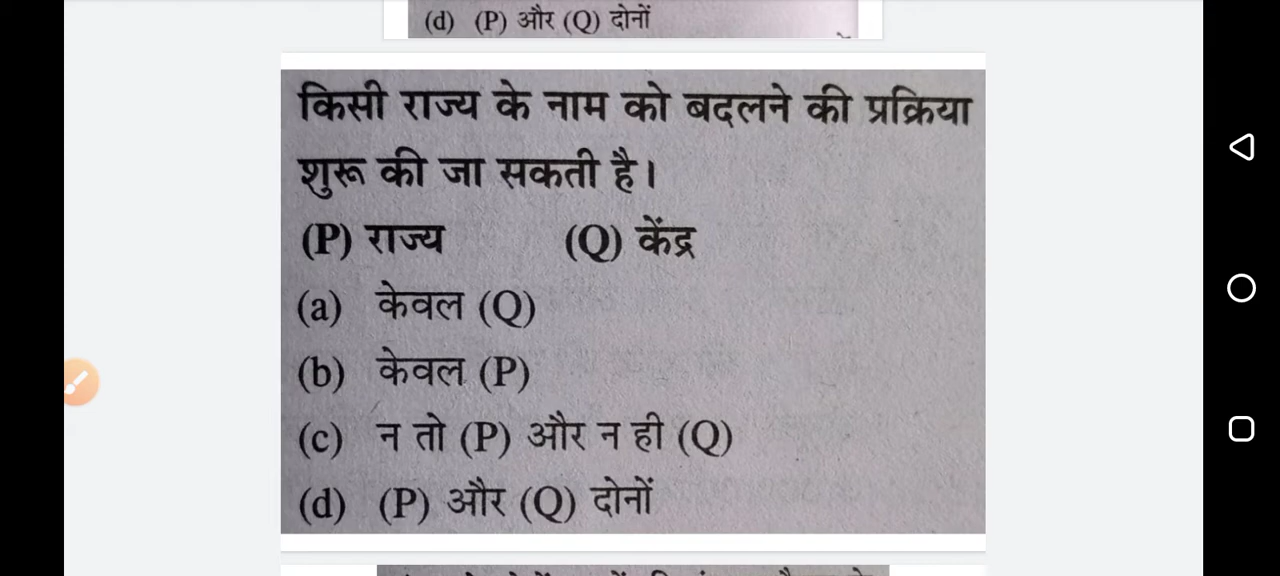 (d) (P) और (Q) दोनों
किसी राज्य के नाम को बदलने की प्रक्रिया
शुरू की जा सकती है।
(P) राज्य (Q) केंद्र
(a) केवल (Q)
(b) केवल (P)
(c) न तो (P) और न ही (Q)
(d) (P) और (Q) दोनों